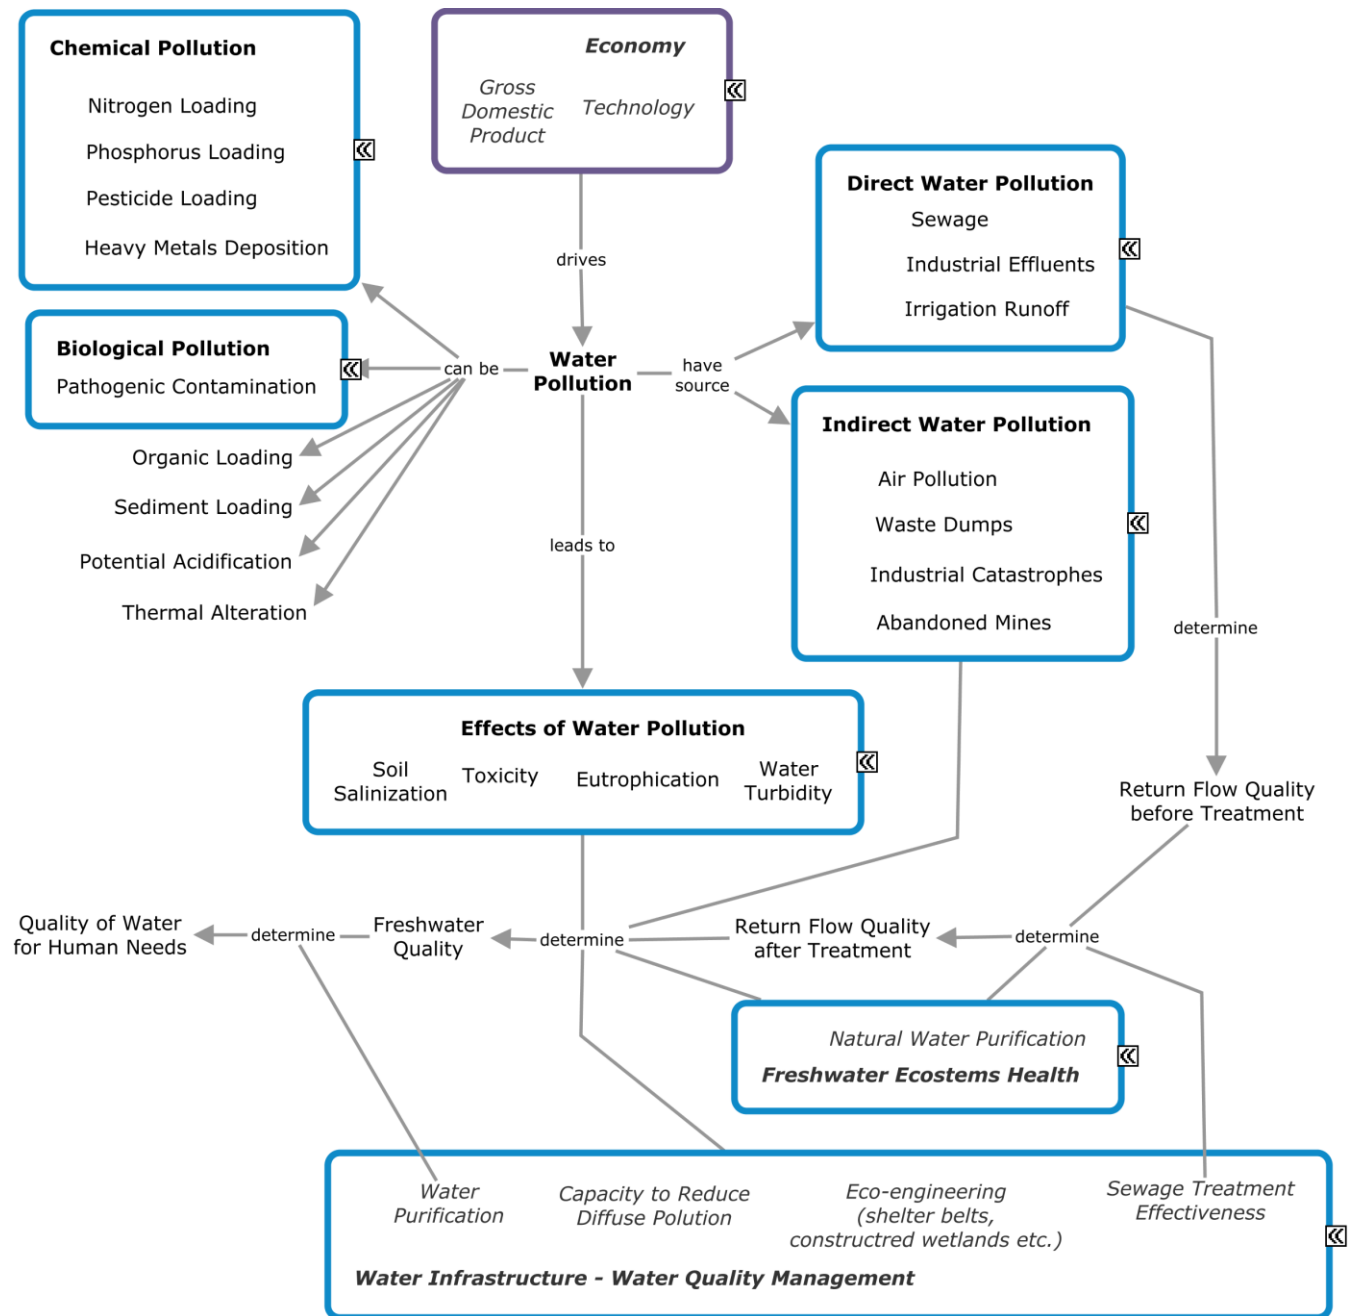 Chemical Pollution
Nitrogen Loading
Phosphorus Loading
Pesticide Loading
Heavy Metals Deposition
Economy
Gross
Domestic
Product
Technology
Direct Water Pollution
Sewage
Industrial Effluents
Irrigation Runoff
drives
Biological Pollution
Pathogenic Contamination
can be
Water
Pollution
have
source
Organic Loading
Sediment Loading
Potential Acidification
Thermal Alteration
Indirect Water Pollution
Air Pollution
Waste Dumps
Industrial Catastrophes
Abandoned Mines
leads to
determine
Effects of Water Pollution
Soil
Salinization
Toxicity
Eutrophication
Water
Turbidity
Return Flow Quality
before Treatment
Quality of Water
for Human Needs
determine
Freshwater
Quality
determine
Return Flow Quality
after Treatment
determine
Natural Water Purification
Freshwater Ecostems Health
Water
Purification
Capacity to Reduce
Diffuse Polution
Eco-engineering
(shelter belts,
constructred wetlands etc.)
Sewage Treatment
Effectiveness
Water Infrastructure - Water Quality Management